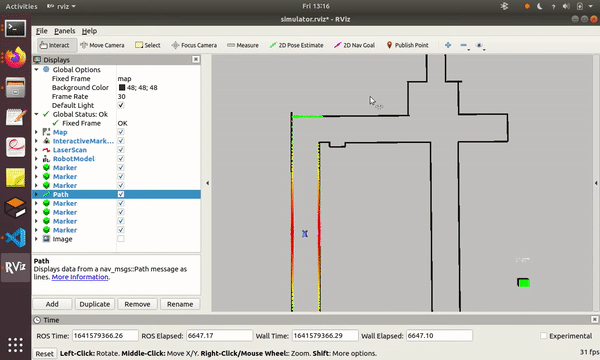 Activities
rviz
Fri 13:16
simulator.rviz* - RViz
File Panels Help
Interact Move Camera Select Focus Camera Measure 2D Pose Estimate 2D Nav Goal Publish Point
Displays
Global Options
Fixed Frame map
Background Color 48; 48; 48
Frame Rate 30
Default Light
Global Status: Ok
Fixed Frame OK
Map
InteractiveMark...
LaserScan
RobotModel
Marker
Marker
Marker
Path
Marker
Marker
Marker
Marker
Image
Path
Displays data from a nav_msgs::Path message as
lines. More Information.
Add Duplicate Remove Rename
RViz
Time
ROS Time: 1641579366.26 ROS Elapsed: 6647.17 Wall Time: 1641579366.29 Wall Elapsed: 6647.10 Experimental
Reset Left-Click: Rotate. Middle-Click: Move X/Y. Right-Click/Mouse Wheel:: Zoom. Shift: More options. 31 fps